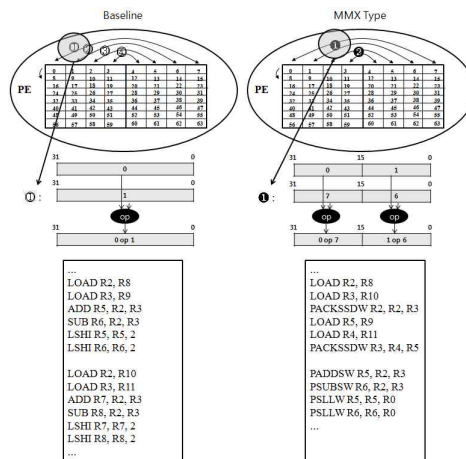 Baseline
MMX Type
① ② ③ ④
❶ ❷
PE
0 1 2 3 4 5 6 7
8 9 10 11 12 13 14 15
16 17 18 19 20 21 22 23
24 25 26 27 28 29 30 31
32 33 34 35 36 37 38 39
40 41 42 43 44 45 46 47
48 49 50 51 52 53 54 55
56 57 58 59 60 61 62 63
PE
0 1 3 4 5 6 7
8 9 10 11 12 13 14 15
16 17 18 19 20 21 22 23
24 25 26 27 28 29 30 31
32 33 34 35 36 37 38 39
40 41 42 43 44 45 46 47
48 49 50 51 52 53 54 55
56 57 58 59 60 61 62 63
31 0
0
31 0
① :
1
op
31 0
0 op 1
31 15 0
0 1
31 15 0
❶ :
7 6
op op
31 15 0
0 op 7 1 op 6
...
LOAD R2, R8
LOAD R3, R9
ADD R5, R2, R3
SUB R6, R2, R3
LSHI R5, R5, 2
LSHI R6, R6, 2
LOAD R2, R10
LOAD R3, R11
ADD R7, R2, R3
SUB R8, R2, R3
LSHI R7, R7, 2
LSHI R8, R8, 2
...
...
LOAD R2, R8
LOAD R3, R10
PACKSSDW R2, R2, R3
LOAD R5, R9
LOAD R4, R11
PACKSSDW R3, R4, R5
PADDSW R5, R2, R3
PSUBSW R6, R2, R3
PSLLW R5, R5, R0
PSLLW R6, R6, R0
...